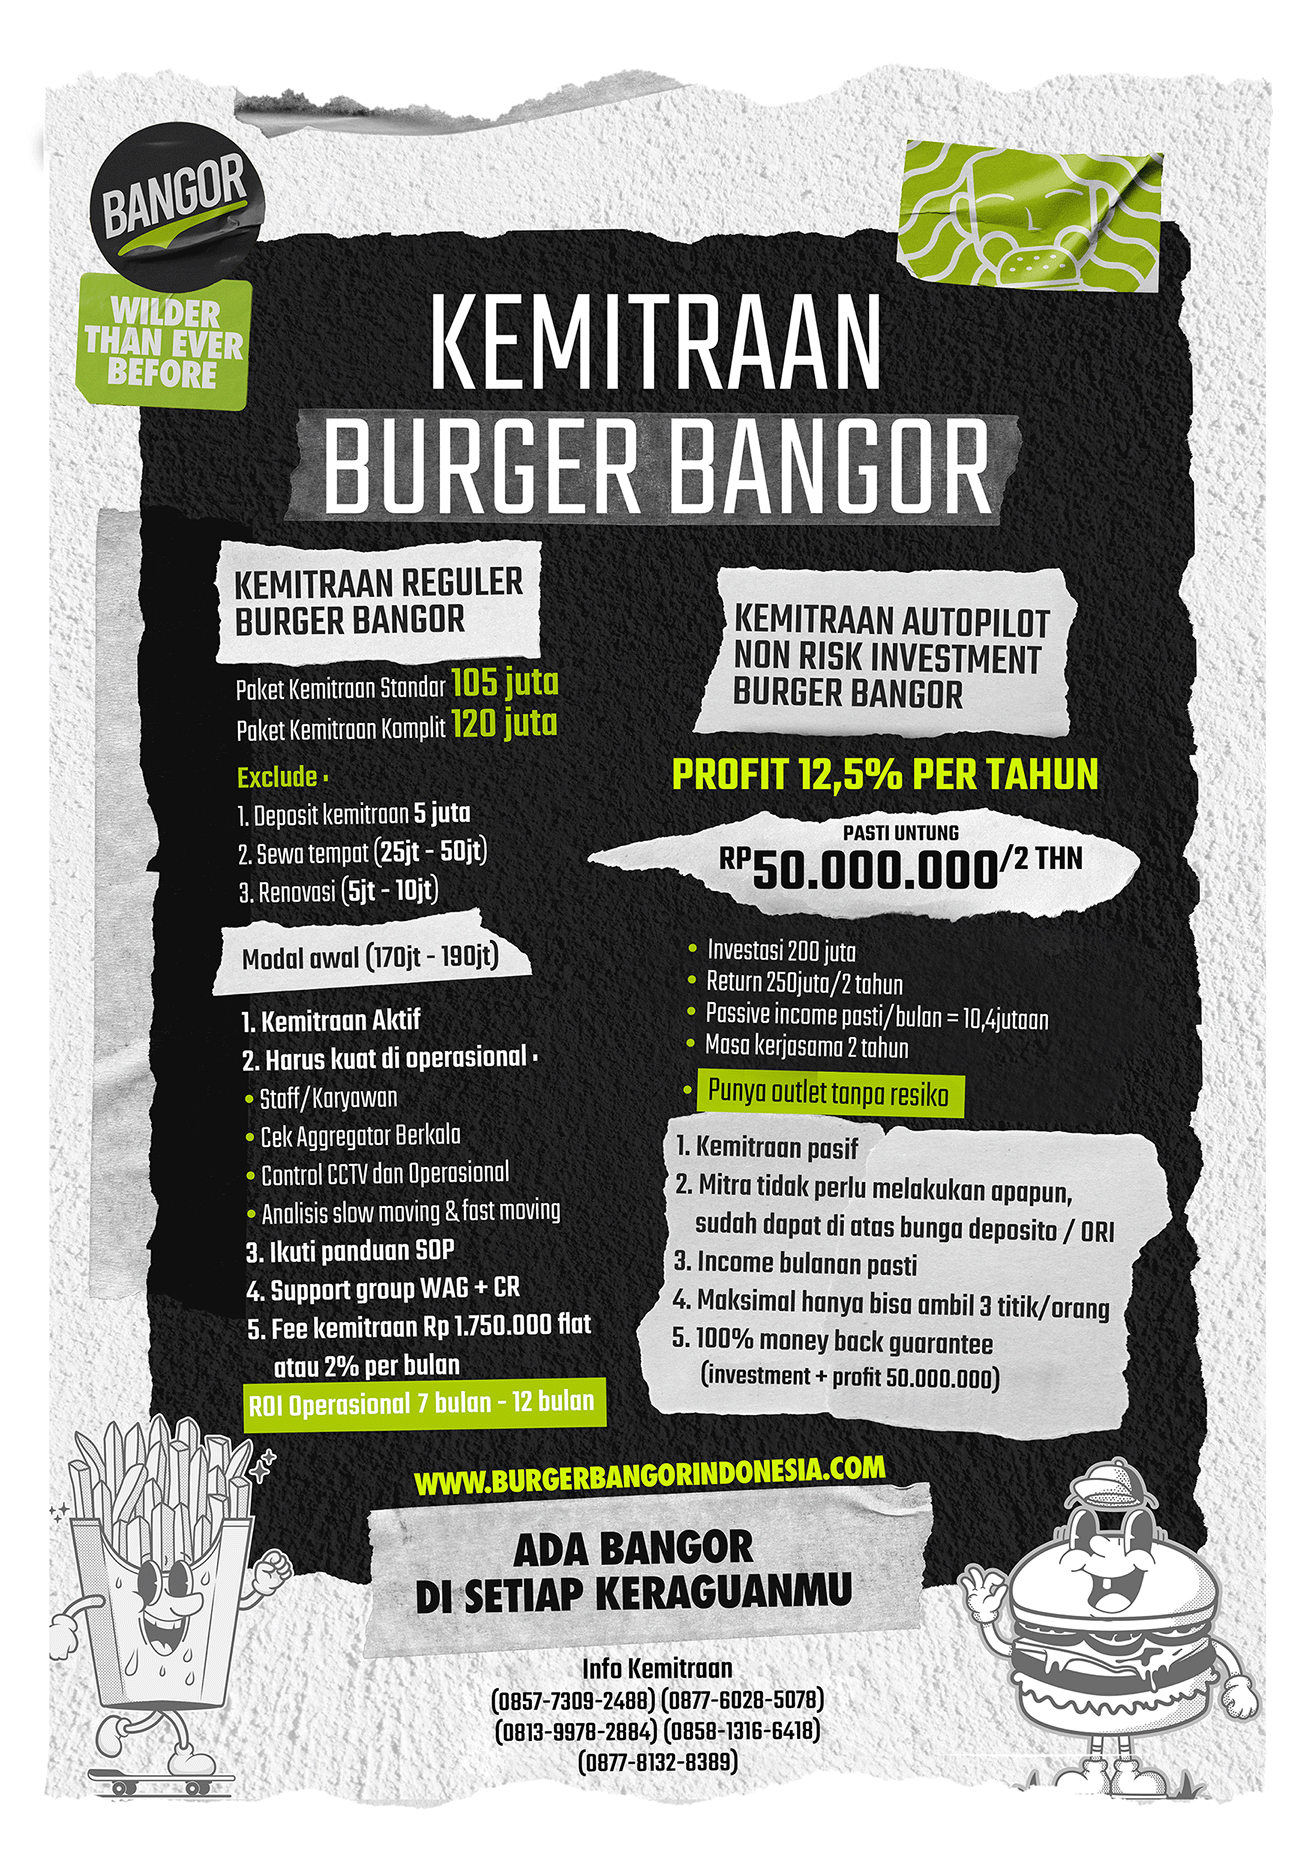 BANGOR
WILDER
THAN EVER
BEFORE
KEMITRAAN
BURGER BANGOR
KEMITRAAN REGULER
BURGER BANGOR
Paket Kemitraan Standar 105 juta
Paket Kemitraan Komplit 120 juta
Exclude :
1. Deposit kemitraan 5 juta
2. Sewa tempat (25jt - 50jt)
3. Renovasi (5jt - 10jt)
Modal awal (170jt - 190jt)
1. Kemitraan Aktif
2. Harus kuat di operasional :
• Staff/Karyawan
• Cek Aggregator Berkala
• Control CCTV dan Operasional
• Analisis slow moving & fast moving
3. Ikuti panduan SOP
4. Support group WAG + CR
5. Fee kemitraan Rp 1.750.000 flat
atau 2% per bulan
ROI Operasional 7 bulan - 12 bulan
KEMITRAAN AUTOPILOT
NON RISK INVESTMENT
BURGER BANGOR
PROFIT 12,5% PER TAHUN
PASTI UNTUNG
RP50.000.000/2 THN
• Investasi 200 juta
• Return 250juta/2 tahun
• Passive income pasti/bulan = 10,4jutaan
• Masa kerjasama 2 tahun
• Punya outlet tanpa resiko
1. Kemitraan pasif
2. Mitra tidak perlu melakukan apapun,
sudah dapat di atas bunga deposito / ORI
3. Income bulanan pasti
4. Maksimal hanya bisa ambil 3 titik/orang
5. 100% money back guarantee
(investment + profit 50.000.000)
WWW.BURGERBANGORINDONESIA.COM
ADA BANGOR
DI SETIAP KERAGUANMU
Info Kemitraan
(0857-7309-2488) (0877-6028-5078)
(0813-9978-2884) (0858-1316-6418)
(0877-8132-8389)